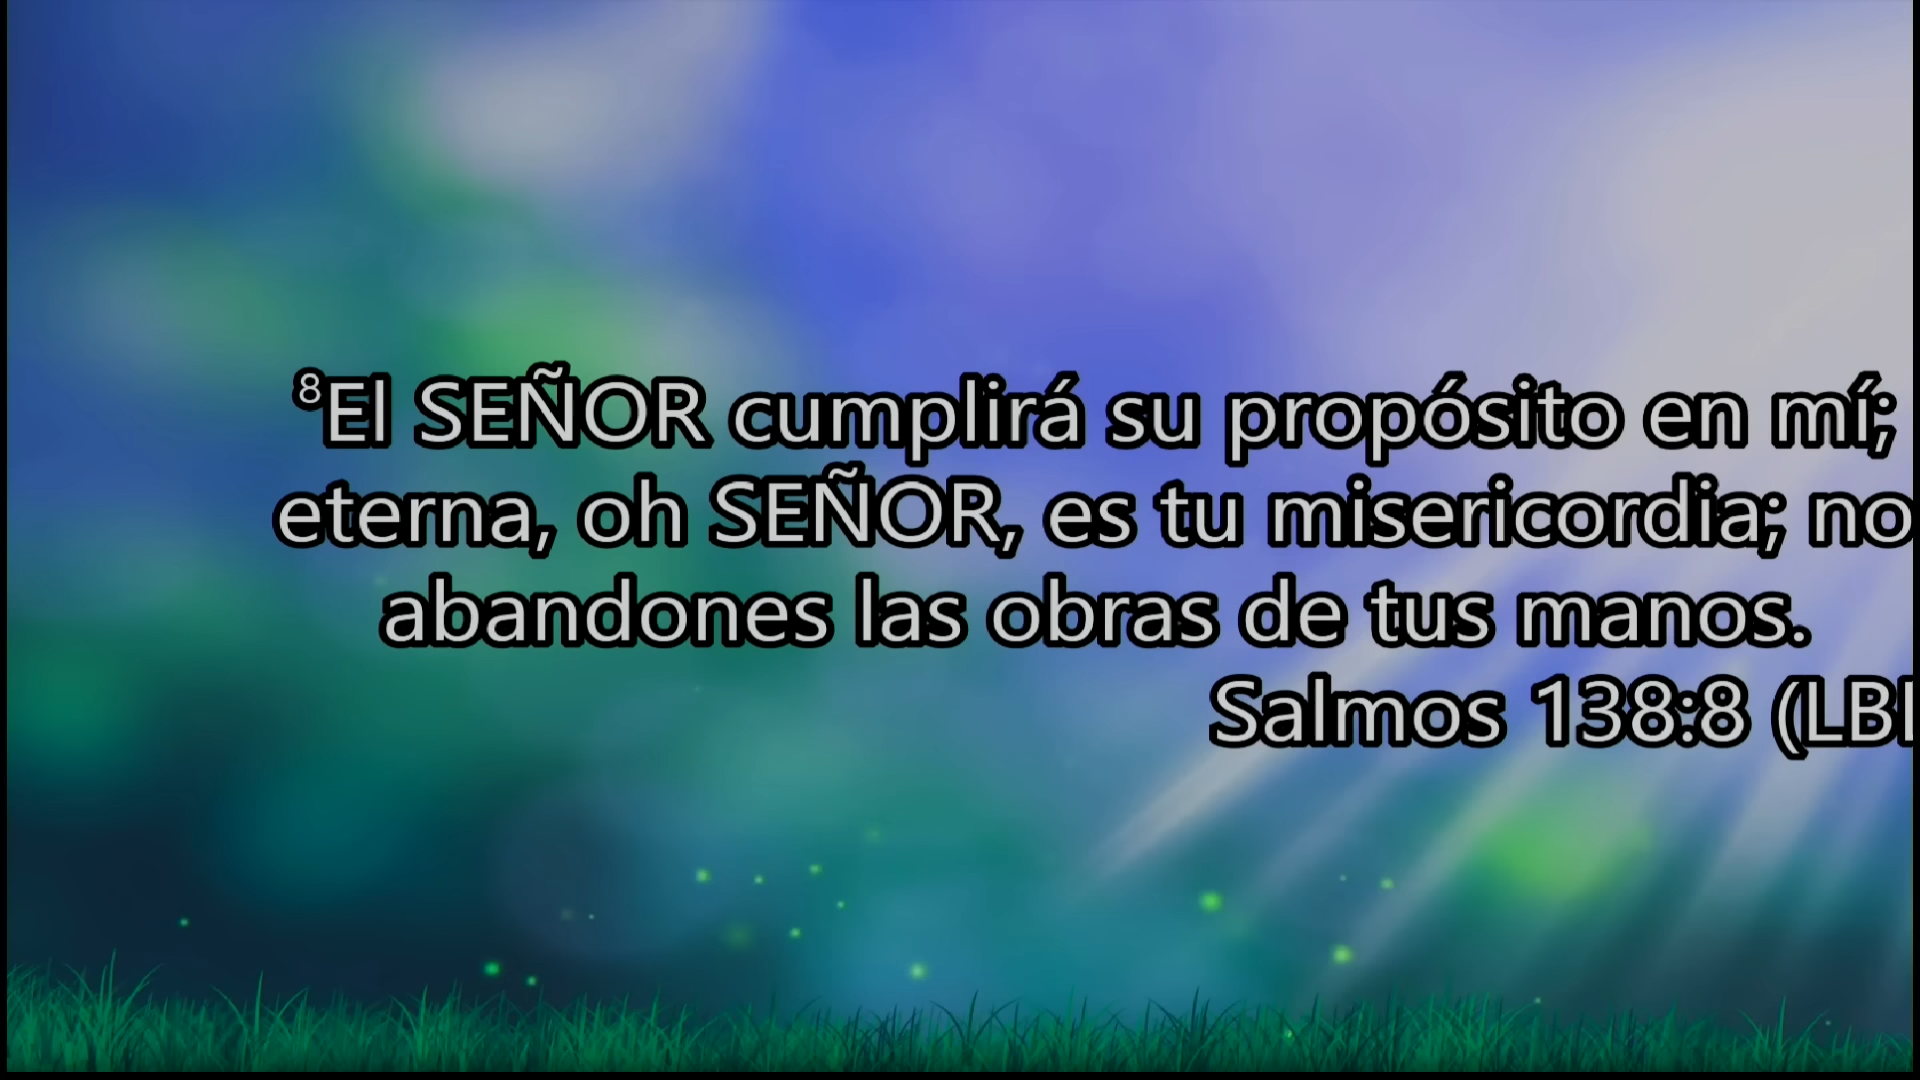 ⁸El SEÑOR cumplirá su propósito en mí;
eterna, oh SEÑOR, es tu misericordia; no
abandones las obras de tus manos.
Salmos 138:8 (LB